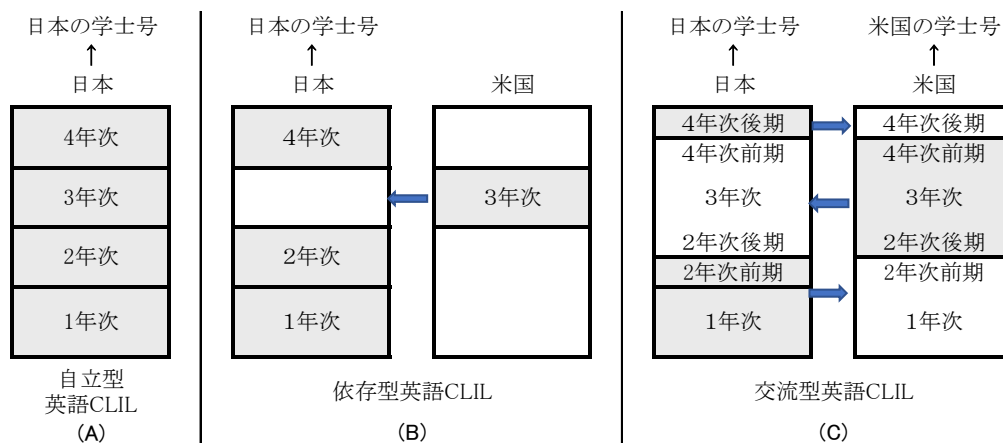 日本の学士号
↑
日本
4年次
3年次
2年次
1年次
自立型
英語CLIL
(A)
日本の学士号
↑
日本
米国
4年次
3年次
2年次
1年次
依存型英語CLIL
(B)
日本の学士号
米国の学士号
↑
↑
日本
米国
4年次後期
4年次後期
4年次前期
4年次前期
3年次
3年次
2年次後期
2年次後期
2年次前期
2年次前期
1年次
1年次
交流型英語CLIL
(C)